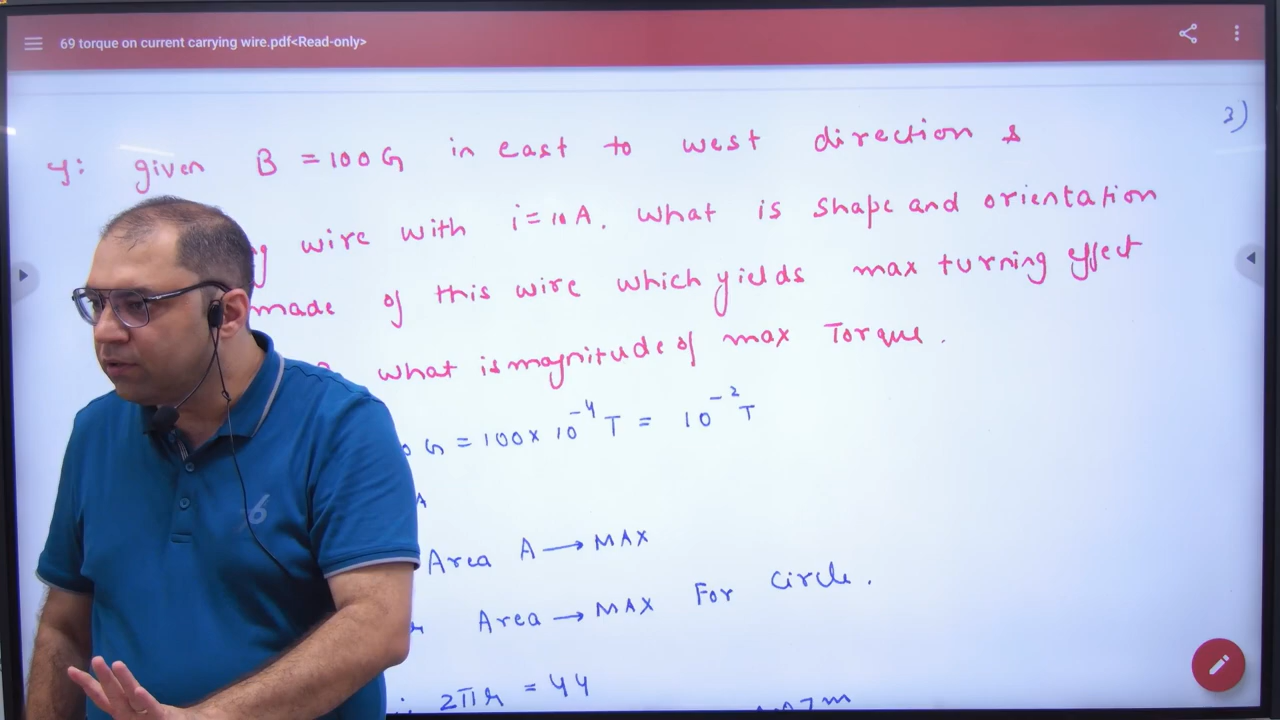 69 torque on current carrying wire.pdf<Read-only>
3)
y: given B = 100 G in east to west direction &
wire with i = 10 A. What is shape and orientation
made of this wire which yields max turning effect
what is magnitude of max Torque.
G = 100 × 10⁻⁴ T = 10⁻² T
A
Area A → MAX
Area → MAX For Circle.
2πr = 44
7 m